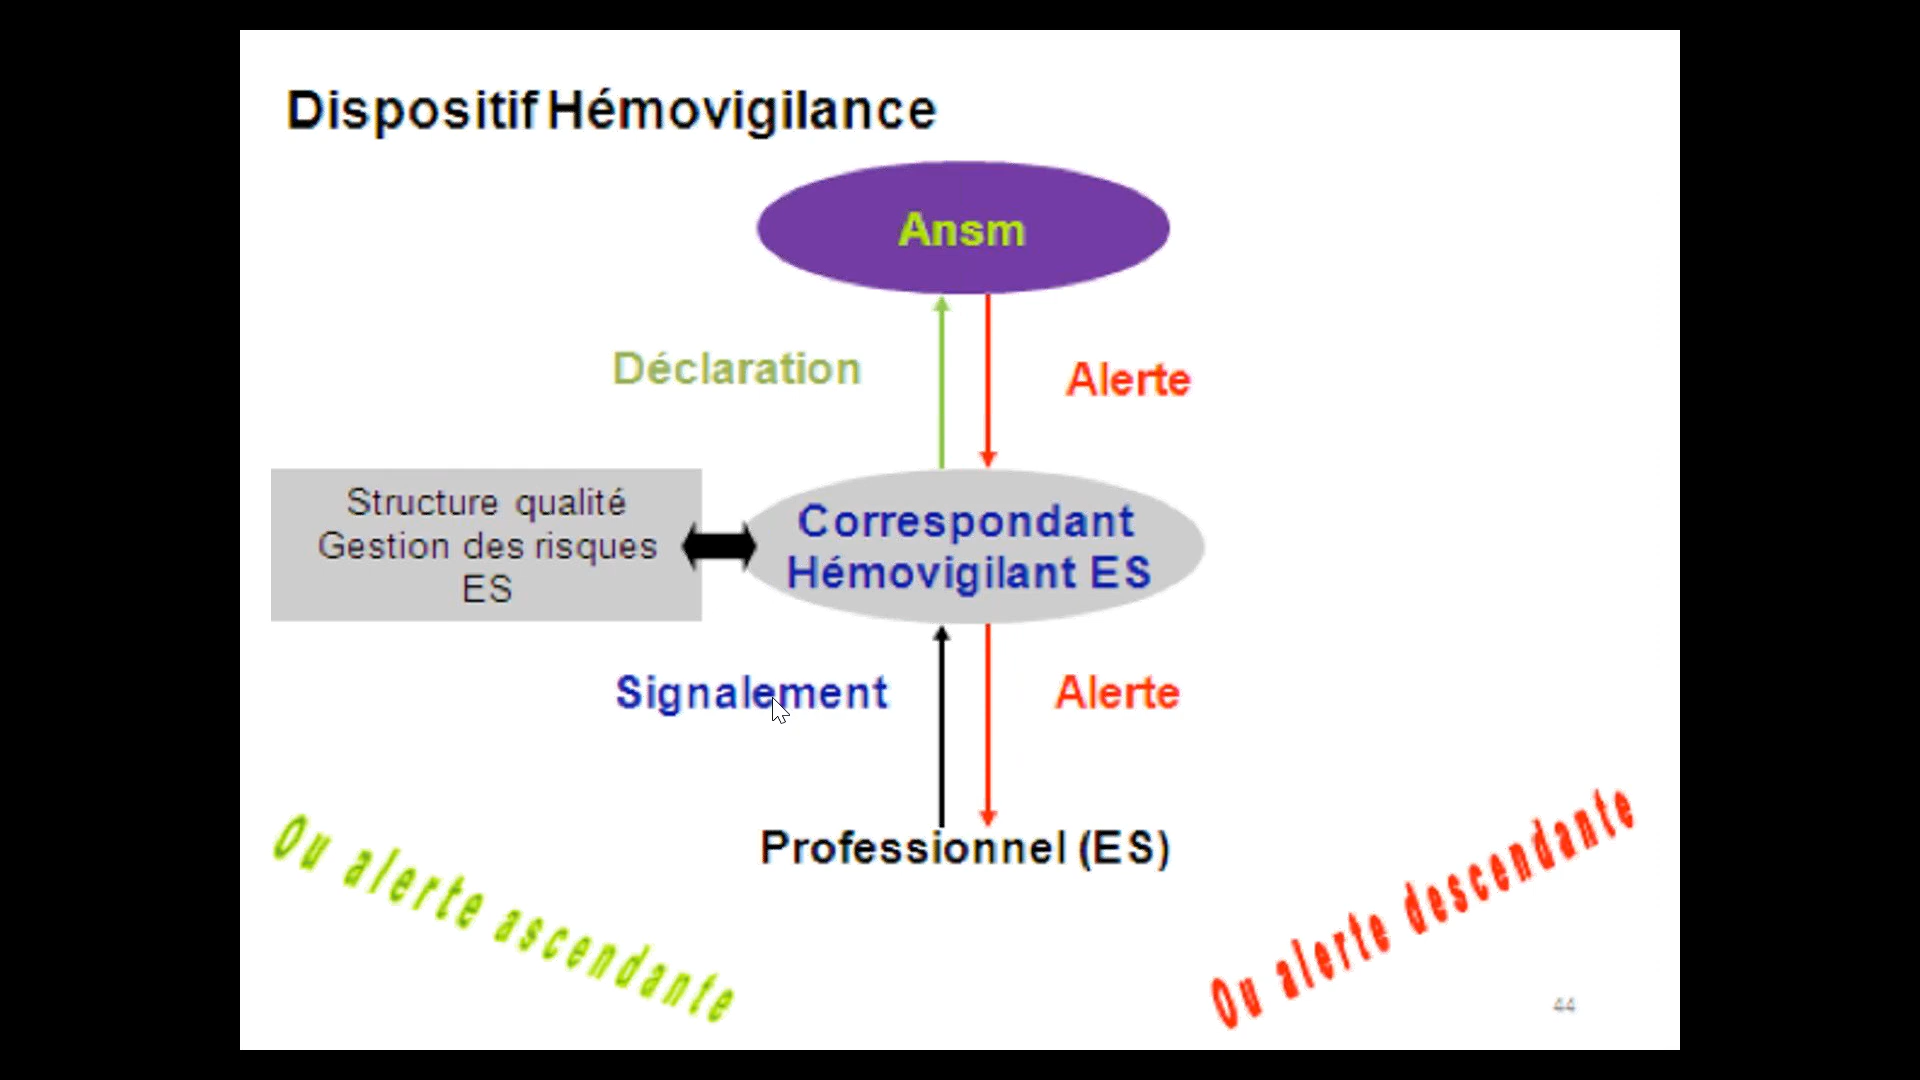 Dispositif Hémovigilance
Ansm
Déclaration
Alerte
Structure qualité
Gestion des risques
ES
Correspondant
Hémovigilant ES
Signalement
Alerte
Professionnel (ES)
Ou alerte ascendante
Ou alerte descendante
44